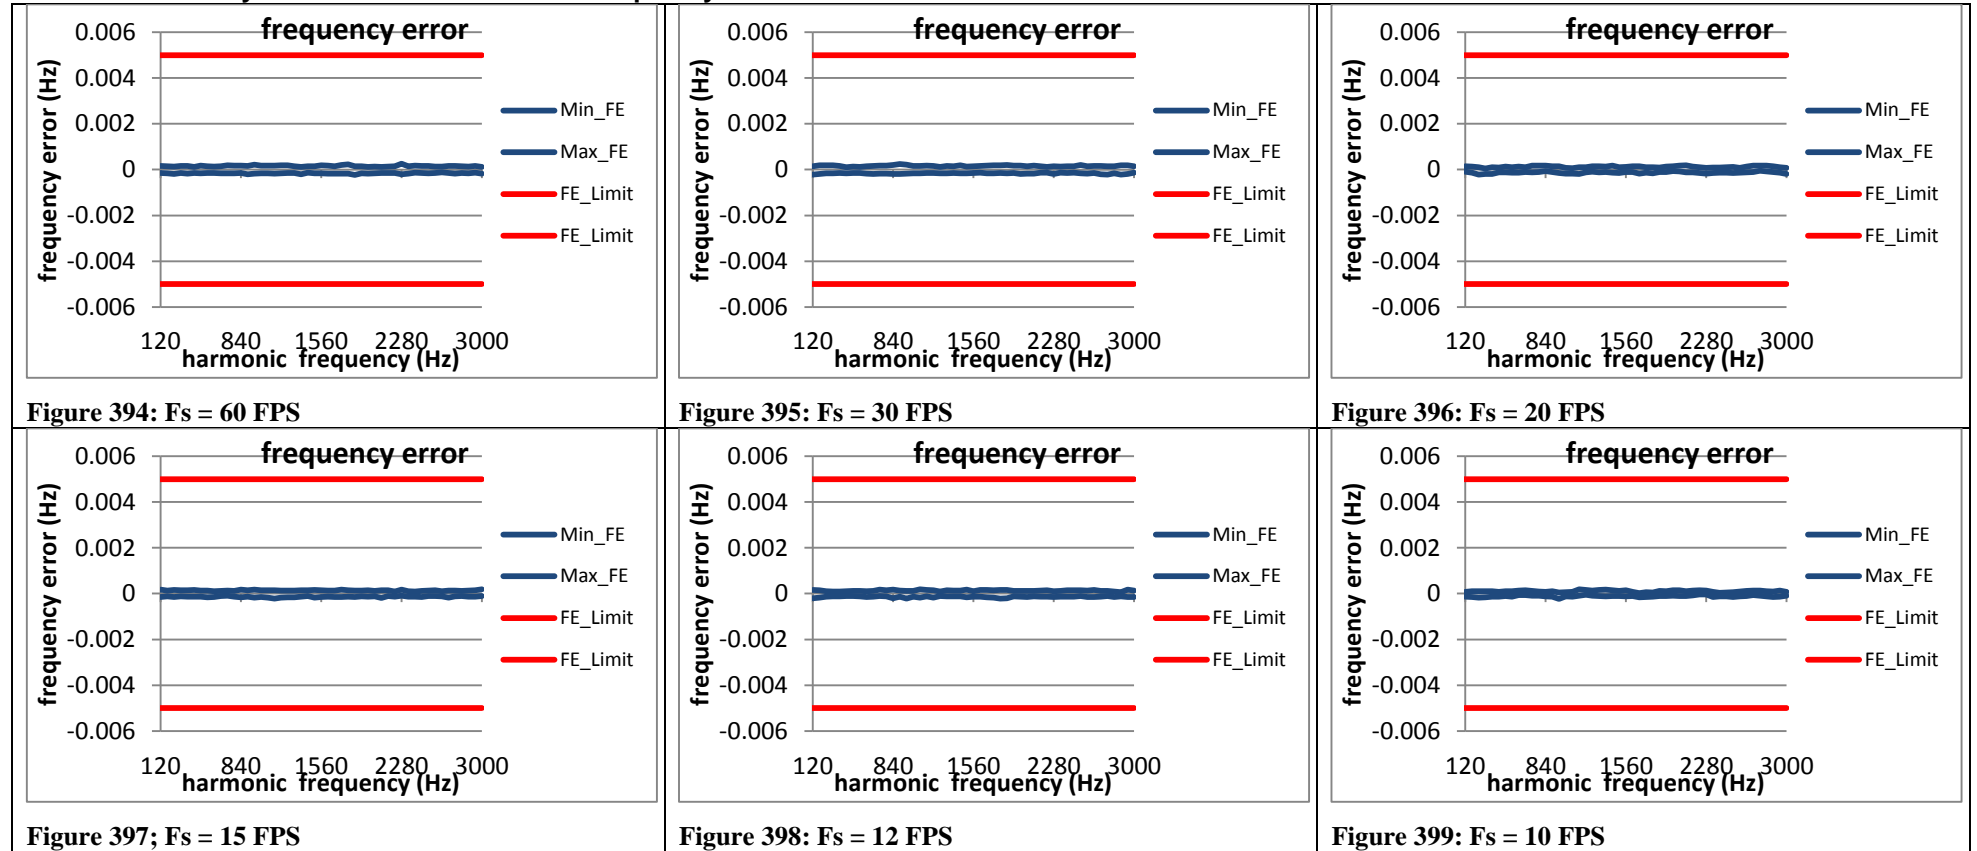 frequency error
0.006
0.004
0.002
0
-0.002
-0.004
-0.006
frequency error (Hz)
120 840 1560 2280 3000
harmonic frequency (Hz)
Min_FE
Max_FE
FE_Limit
FE_Limit
Figure 394: Fs = 60 FPS
frequency error
0.006
0.004
0.002
0
-0.002
-0.004
-0.006
frequency error (Hz)
120 840 1560 2280 3000
harmonic frequency (Hz)
Min_FE
Max_FE
FE_Limit
FE_Limit
Figure 395: Fs = 30 FPS
frequency error
0.006
0.004
0.002
0
-0.002
-0.004
-0.006
frequency error (Hz)
120 840 1560 2280 3000
harmonic frequency (Hz)
Min_FE
Max_FE
FE_Limit
FE_Limit
Figure 396: Fs = 20 FPS
frequency error
0.006
0.004
0.002
0
-0.002
-0.004
-0.006
frequency error (Hz)
120 840 1560 2280 3000
harmonic frequency (Hz)
Min_FE
Max_FE
FE_Limit
FE_Limit
Figure 397; Fs = 15 FPS
frequency error
0.006
0.004
0.002
0
-0.002
-0.004
-0.006
frequency error (Hz)
120 840 1560 2280 3000
harmonic frequency (Hz)
Min_FE
Max_FE
FE_Limit
FE_Limit
Figure 398: Fs = 12 FPS
frequency error
0.006
0.004
0.002
0
-0.002
-0.004
-0.006
frequency error (Hz)
120 840 1560 2280 3000
harmonic frequency (Hz)
Min_FE
Max_FE
FE_Limit
FE_Limit
Figure 399: Fs = 10 FPS